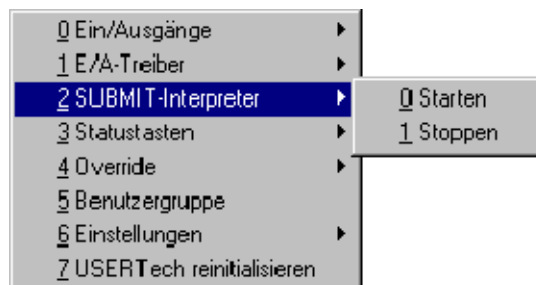 0 Ein/Ausgänge
1 E/A-Treiber
2 SUBMIT-Interpreter
0 Starten
1 Stoppen
3 Statustasten
4 Override
5 Benutzergruppe
6 Einstellungen
7 USERTech reinitialisieren